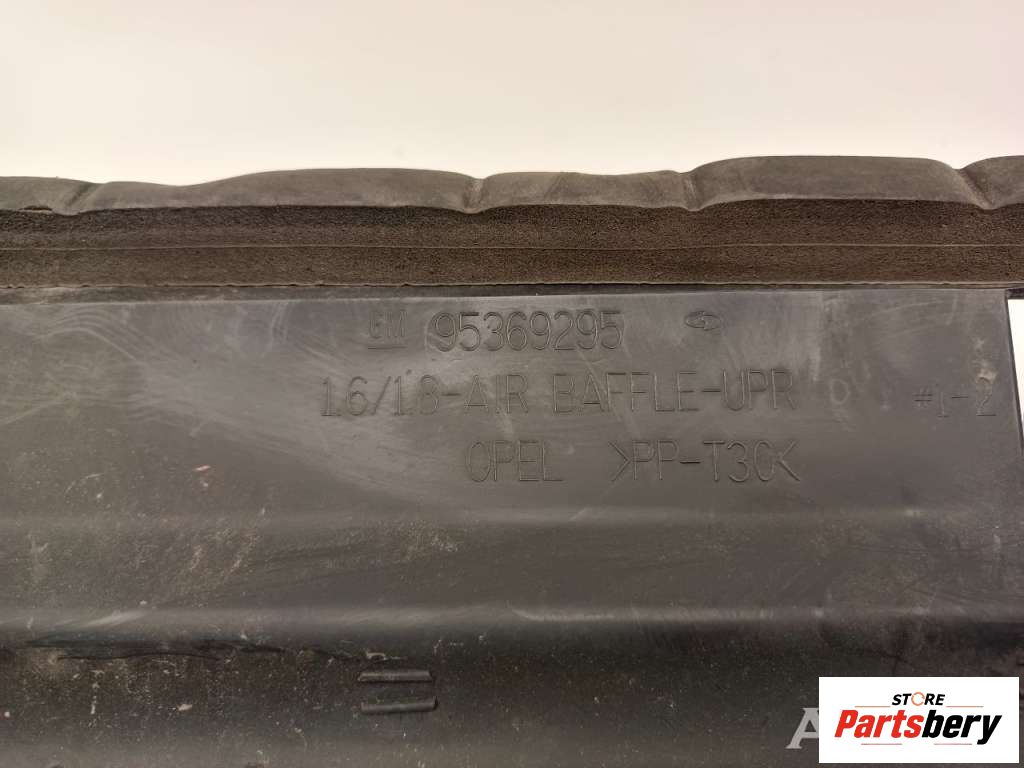 GM 95369295
1.6/1.8-AIR BAFFLE-UPR #1-2
OPEL >PP-T30<
STORE
Partsbery